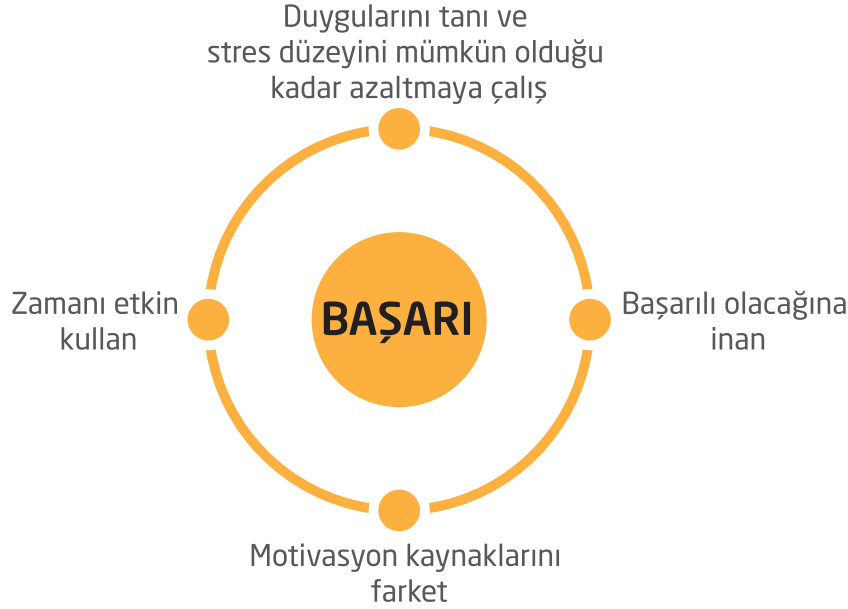 Duygularını tanı ve
stres düzeyini mümkün olduğu
kadar azaltmaya çalış
Zamanı etkin
kullan
BAŞARI
Başarılı olacağına
inan
Motivasyon kaynaklarını
farket